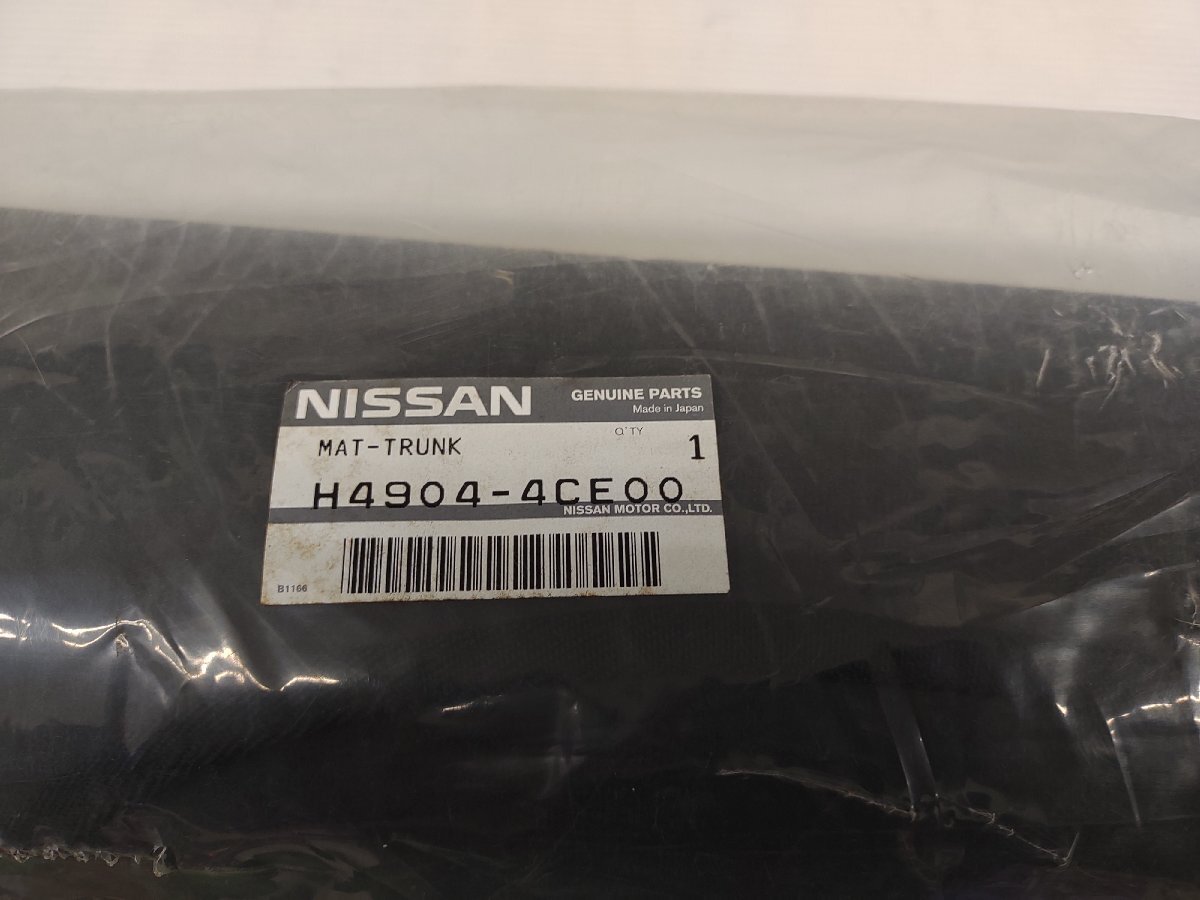 NISSAN GENUINE PARTS
Made in Japan
MAT-TRUNK Q'TY 1
H4904-4CE00
NISSAN MOTOR CO.,LTD.
B1166